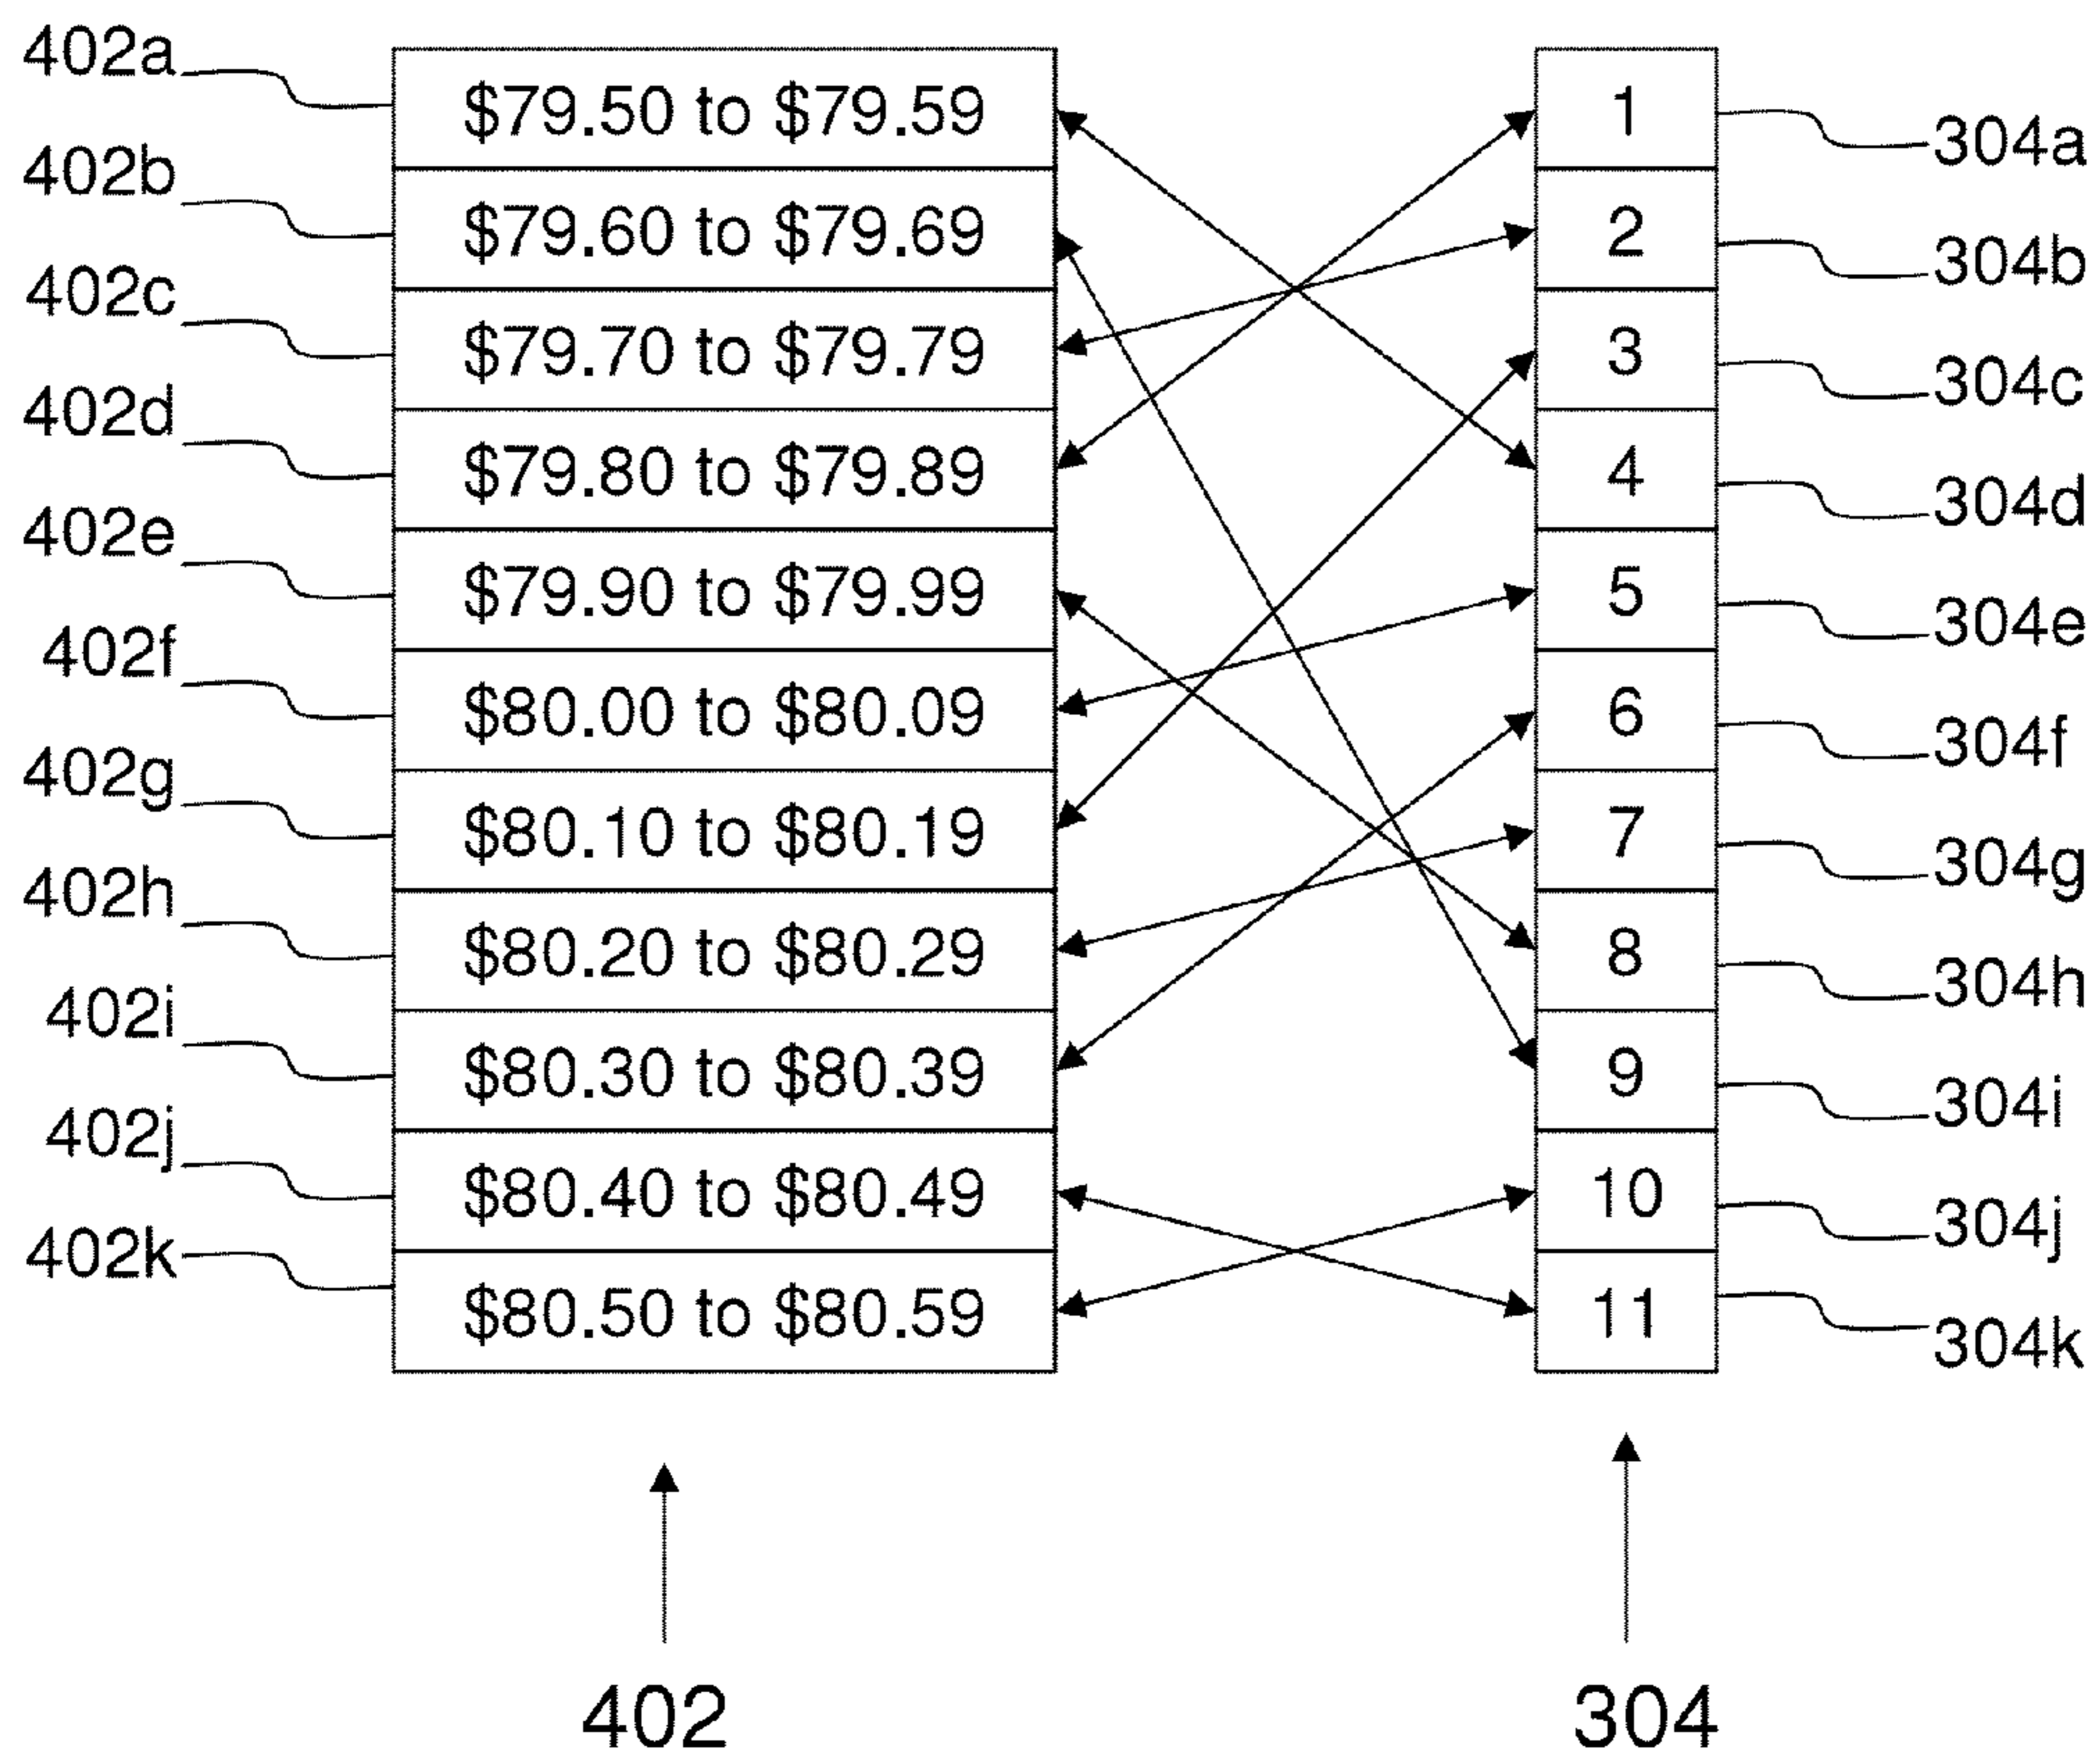 402a $79.50 to $79.59 1 304a
402b $79.60 to $79.69 2 304b
402c $79.70 to $79.79 3 304c
402d $79.80 to $79.89 4 304d
402e $79.90 to $79.99 5 304e
402f $80.00 to $80.09 6 304f
402g $80.10 to $80.19 7 304g
402h $80.20 to $80.29 8 304h
402i $80.30 to $80.39 9 304i
402j $80.40 to $80.49 10 304j
402k $80.50 to $80.59 11 304k
402 304